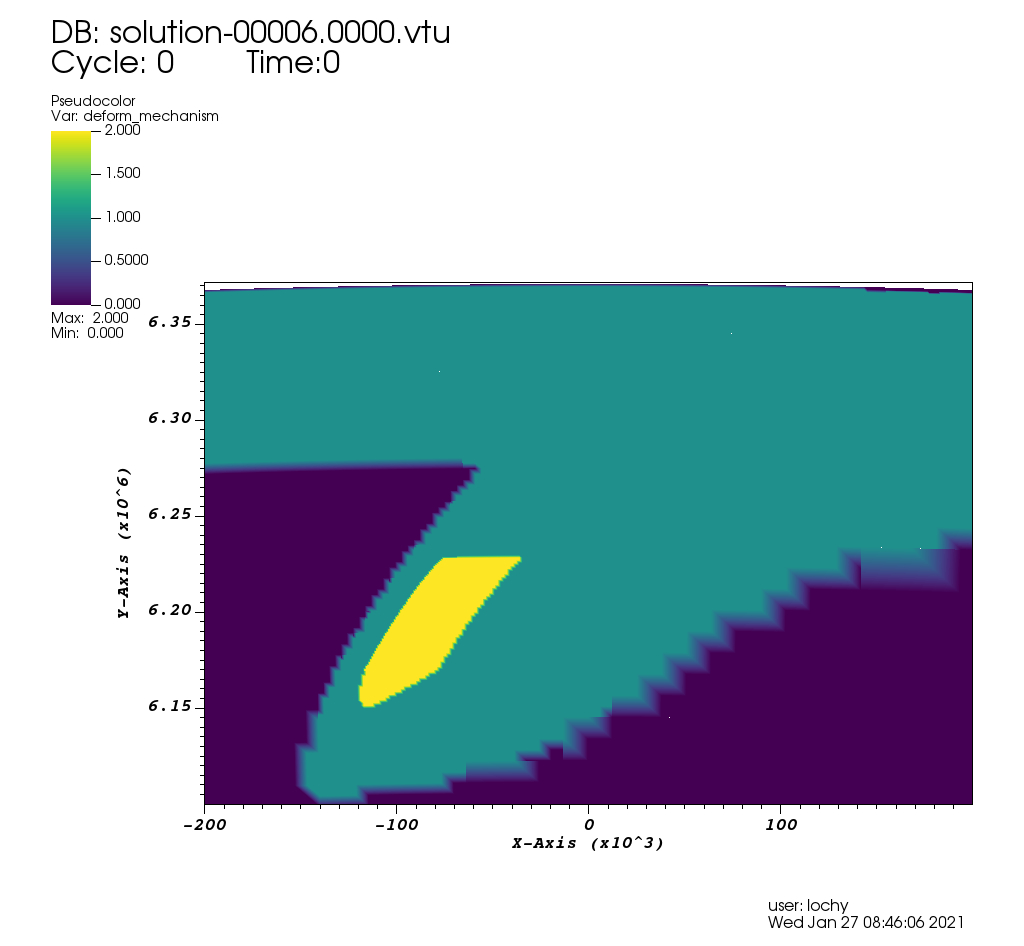 DB: solution-00006.0000.vtu
Cycle: 0 Time:0
Pseudocolor
Var: deform_mechanism
2.000
1.500
1.000
0.5000
0.000
Max: 2.000
Min: 0.000
6.35
6.30
6.25
6.20
6.15
Y-Axis (x10^6)
-200 -100 0 100
X-Axis (x10^3)
user: lochy
Wed Jan 27 08:46:06 2021